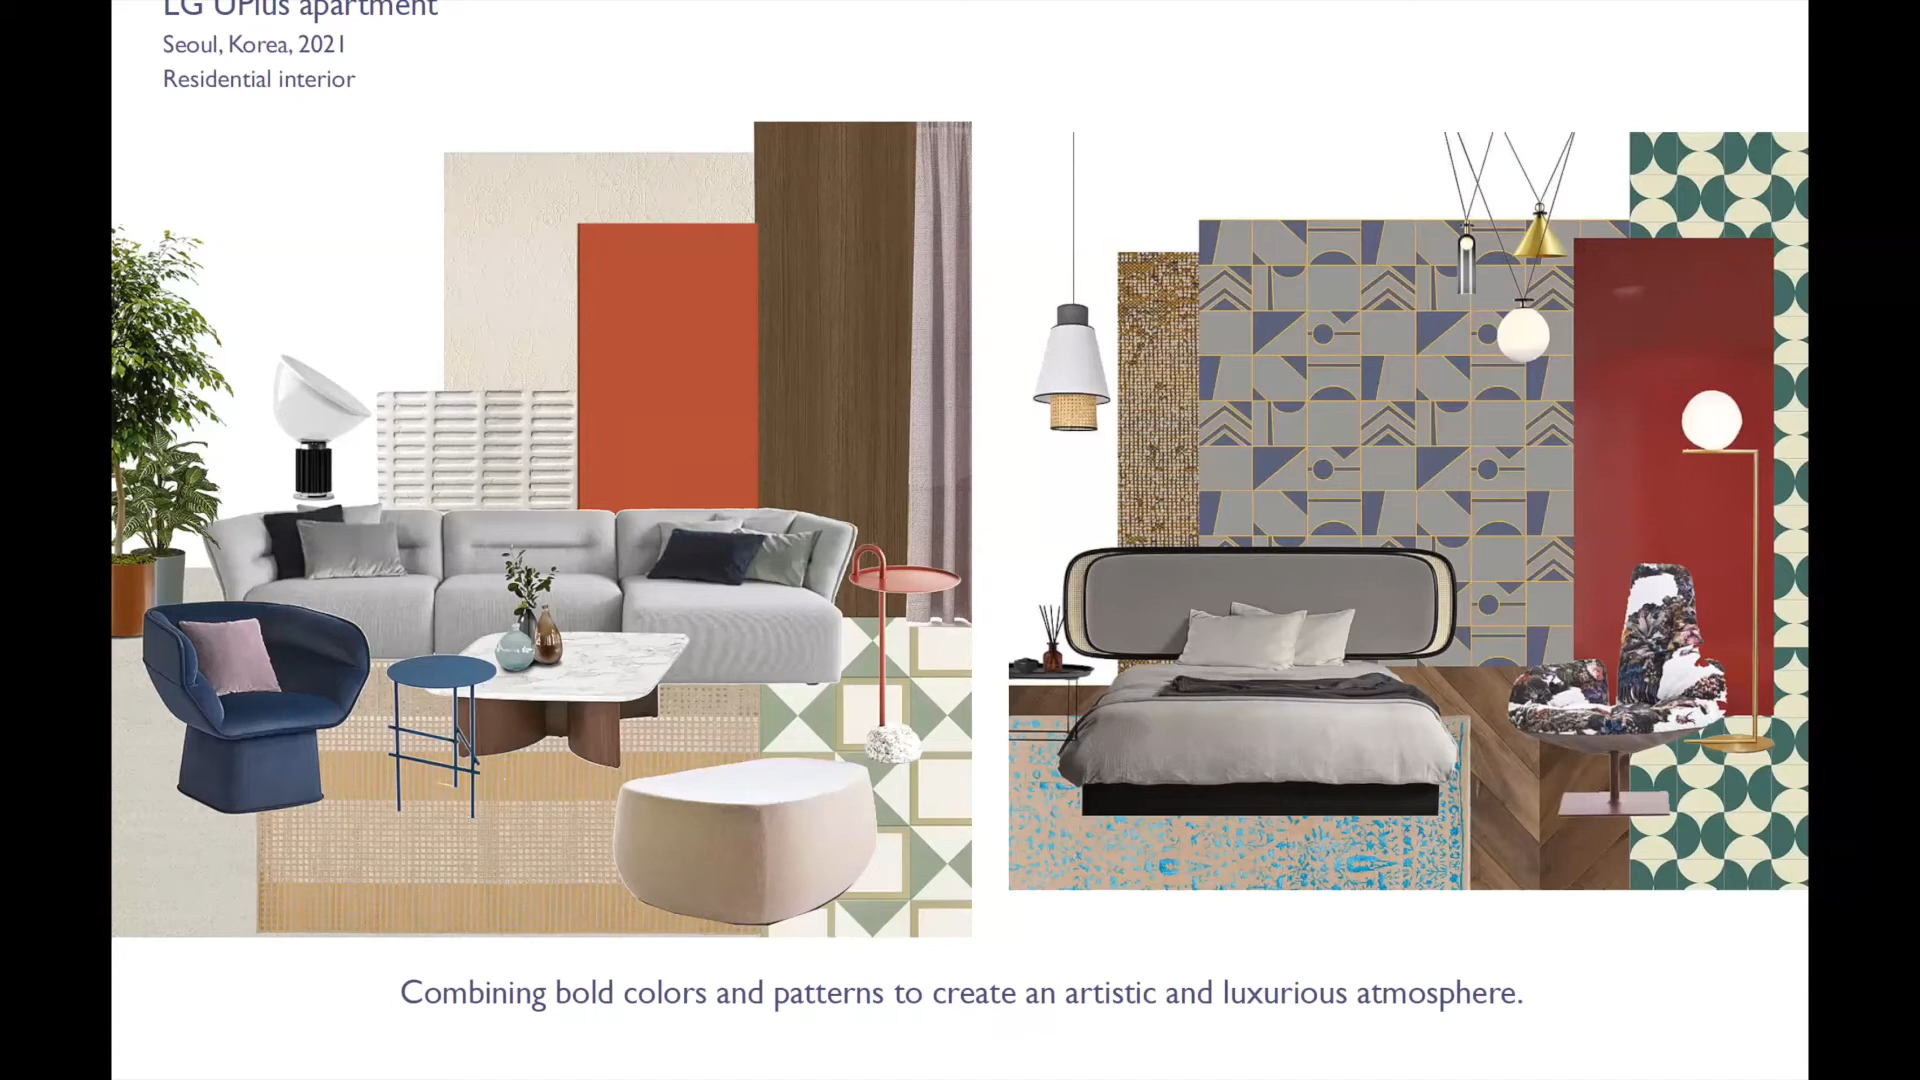 LG UPlus apartment
Seoul, Korea, 2021
Residential interior
Combining bold colors and patterns to create an artistic and luxurious atmosphere.